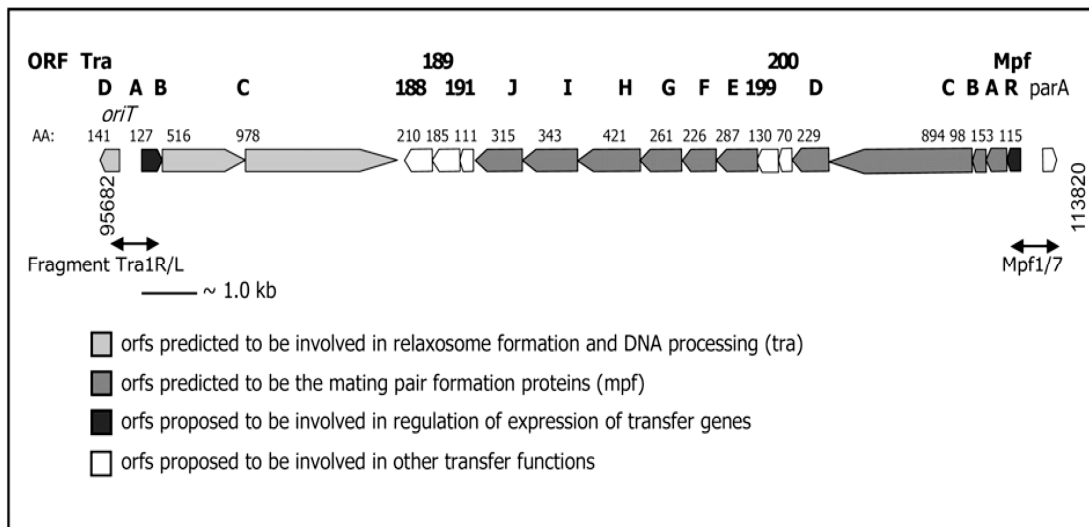 ORF Tra 189 200 Mpf
D A B C 188 191 J I H G F E 199 D C B A R parA
oriT
AA: 141 127 516 978 210 185 111 315 343 421 261 226 287 130 70 229 894 98 153 115
95682
113820
Fragment Tra1R/L Mpf1/7
~ 1.0 kb
orfs predicted to be involved in relaxosome formation and DNA processing (tra)
orfs predicted to be the mating pair formation proteins (mpf)
orfs proposed to be involved in regulation of expression of transfer genes
orfs proposed to be involved in other transfer functions